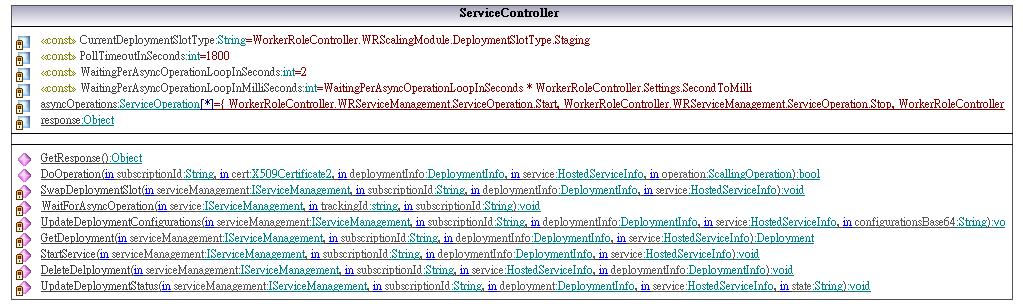 ServiceController
«const» CurrentDeploymentSlotType:String=WorkerRoleController.WRScalingModule.DeploymentSlotType.Staging
«const» PollTimeoutInSeconds:int=1800
«const» WaitingPerAsyncOperationLoopInSeconds:int=2
«const» WaitingPerAsyncOperationLoopInMilliSeconds:int=WaitingPerAsyncOperationLoopInSeconds * WorkerRoleController.Settings.SecondToMilli
asyncOperations:ServiceOperation[*]={ WorkerRoleController.WRServiceManagement.ServiceOperation.Start, WorkerRoleController.WRServiceManagement.ServiceOperation.Stop, WorkerRoleController
response:Object
GetResponse():Object
DoOperation(in subscriptionId:String, in cert:X509Certificate2, in deploymentInfo:DeploymentInfo, in service:HostedServiceInfo, in operation:ScallingOperation):bool
SwapDeploymentSlot(in serviceManagement:IServiceManagement, in subscriptionId:String, in deploymentInfo:DeploymentInfo, in service:HostedServiceInfo):void
WaitForAsyncOperation(in service:IServiceManagement, in trackingId:string, in subscriptionId:String):void
UpdateDeploymentConfigurations(in serviceManagement:IServiceManagement, in subscriptionId:String, in deploymentInfo:DeploymentInfo, in service:HostedServiceInfo, in configurationsBase64:String):vo
GetDeployment(in serviceManagement:IServiceManagement, in subscriptionId:String, in deploymentInfo:DeploymentInfo, in service:HostedServiceInfo):Deployment
StartService(in serviceManagement:IServiceManagement, in subscriptionId:String, in deploymentInfo:DeploymentInfo, in service:HostedServiceInfo):void
DeleteDelployment(in serviceManagement:IServiceManagement, in subscriptionId:String, in service:HostedServiceInfo, in deploymentInfo:DeploymentInfo):void
UpdateDeploymentStatus(in serviceManagement:IServiceManagement, in subscriptionId:String, in deploymentInfo:DeploymentInfo, in service:HostedServiceInfo, in state:String):void